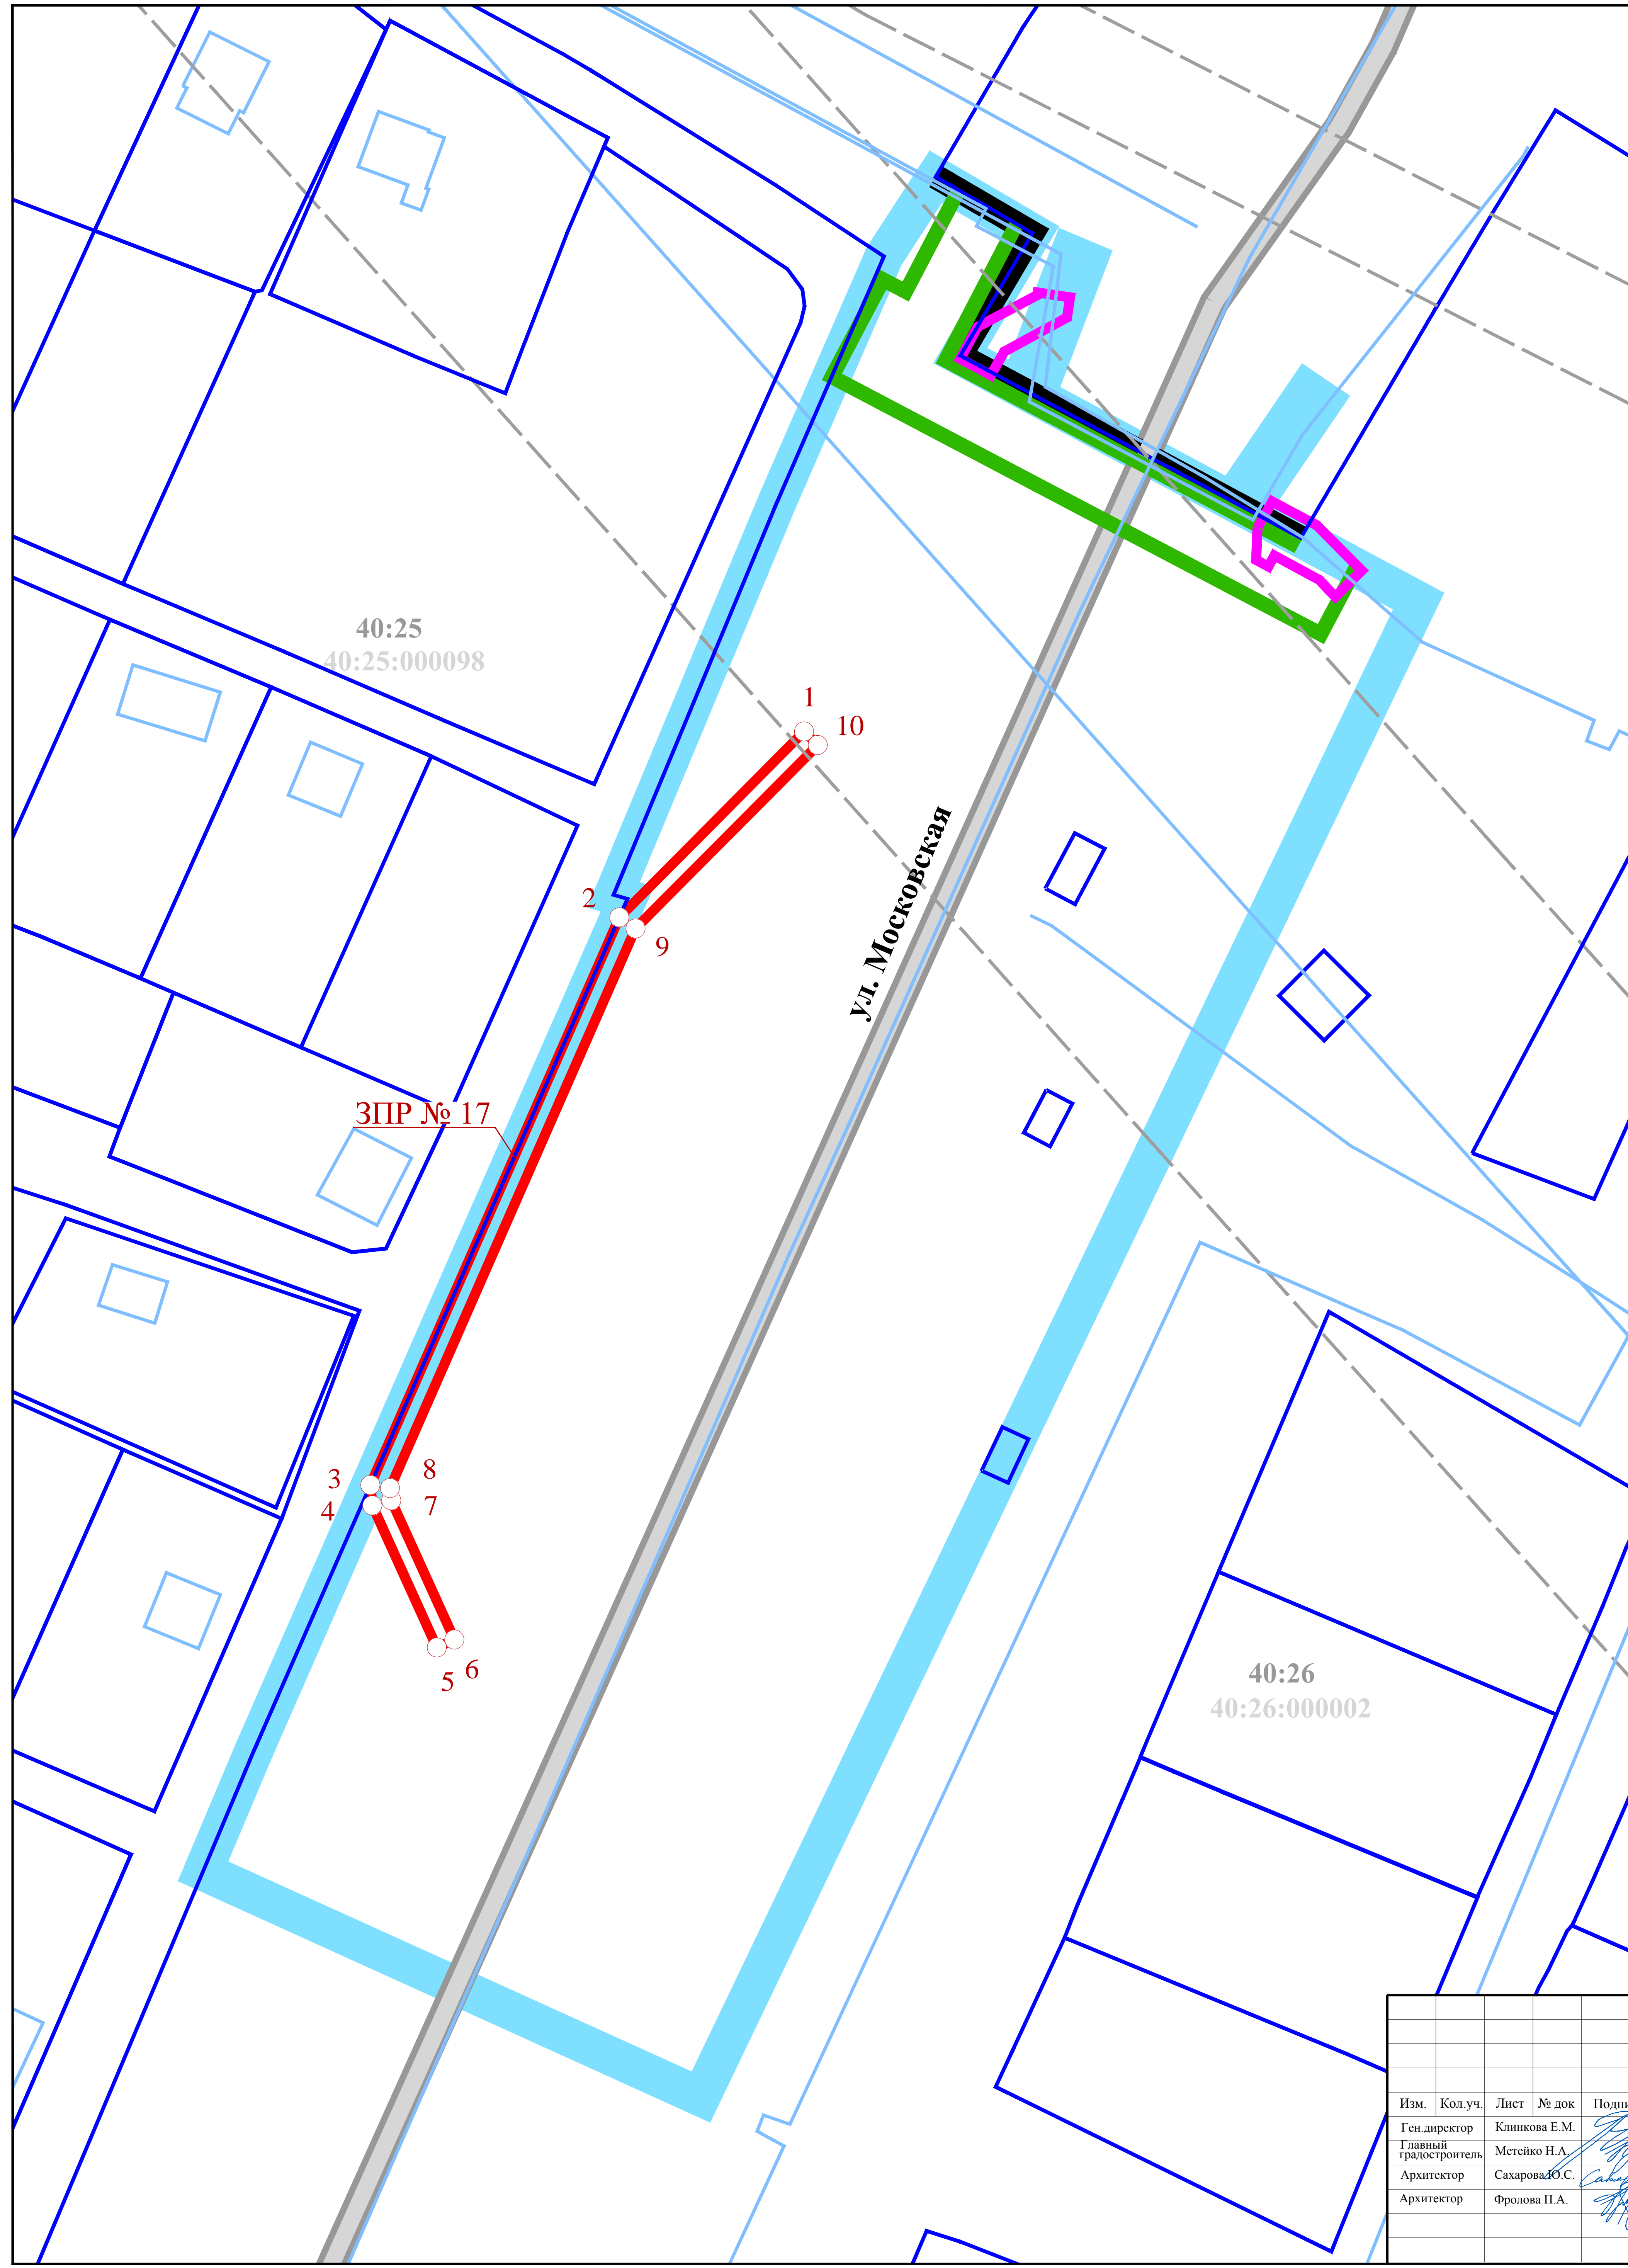 40:25
40:25:000098
1
10
2
9
ул. Московская
ЗПР № 17
3
8
4
7
5
6
40:26
40:26:000002
Изм. Кол.уч. Лист № док
Ген.директор Клинкова Е.М.
Главный
градостроитель Метейко Н.А.
Архитектор Сахарова Ю.С.
Архитектор Фролова П.А.